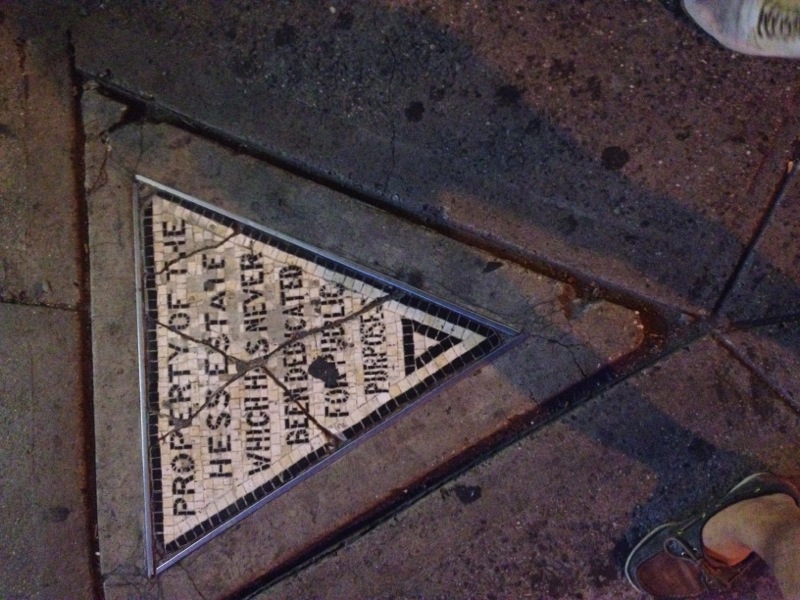 PROPERTY OF THE
HESS ESTATE
WHICH HAS NEVER
BEEN DEDICATED
FOR PUBLIC
PURPOSES